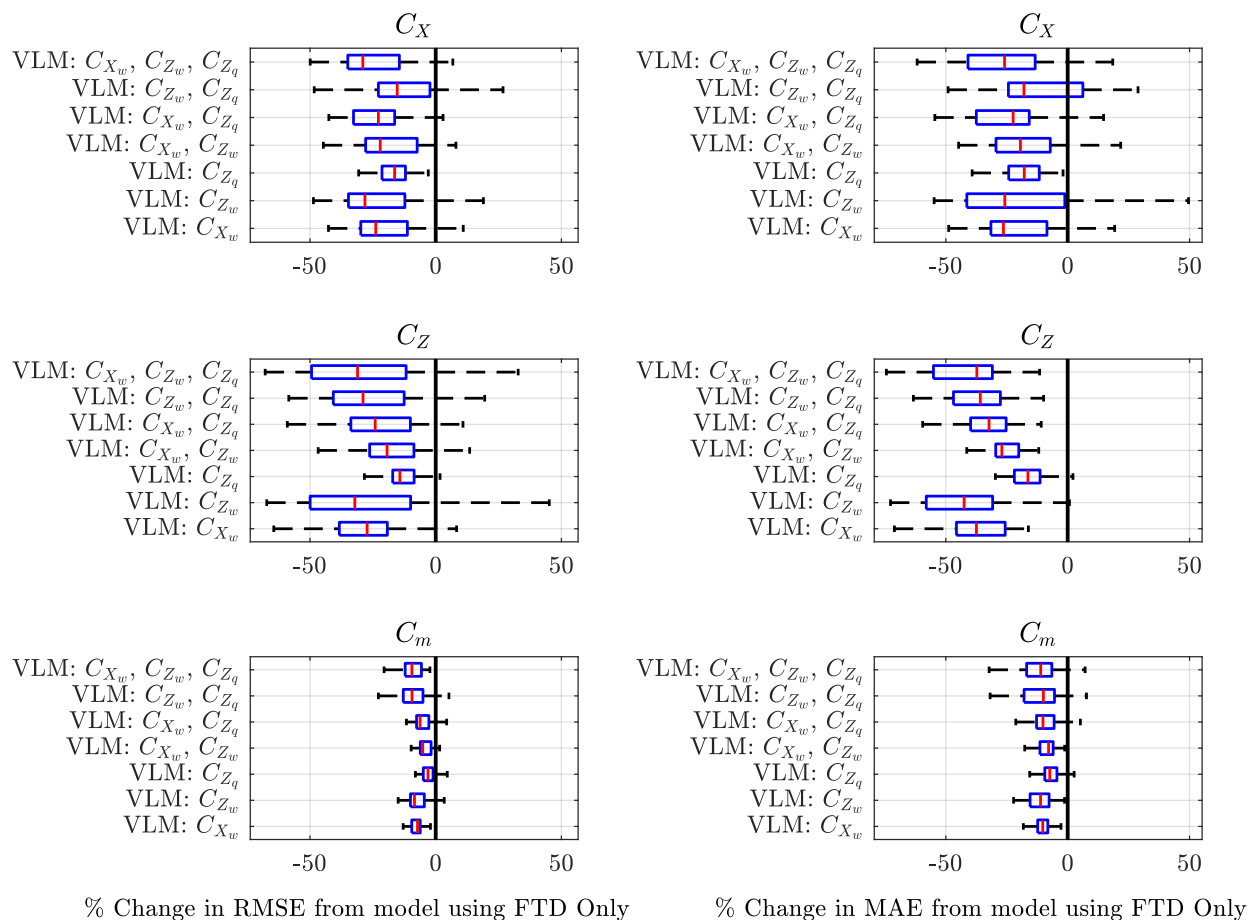 C_X
VLM: C_{X_w}, C_{Z_w}, C_{Z_q}
VLM: C_{Z_w}, C_{Z_q}
VLM: C_{X_w}, C_{Z_q}
VLM: C_{X_w}, C_{Z_w}
VLM: C_{Z_q}
VLM: C_{Z_w}
VLM: C_{X_w}
-50 0 50
C_X
VLM: C_{X_w}, C_{Z_w}, C_{Z_q}
VLM: C_{Z_w}, C_{Z_q}
VLM: C_{X_w}, C_{Z_q}
VLM: C_{X_w}, C_{Z_w}
VLM: C_{Z_q}
VLM: C_{Z_w}
VLM: C_{X_w}
-50 0 50
C_Z
VLM: C_{X_w}, C_{Z_w}, C_{Z_q}
VLM: C_{Z_w}, C_{Z_q}
VLM: C_{X_w}, C_{Z_q}
VLM: C_{X_w}, C_{Z_w}
VLM: C_{Z_q}
VLM: C_{Z_w}
VLM: C_{X_w}
-50 0 50
C_Z
VLM: C_{X_w}, C_{Z_w}, C_{Z_q}
VLM: C_{Z_w}, C_{Z_q}
VLM: C_{X_w}, C_{Z_q}
VLM: C_{X_w}, C_{Z_w}
VLM: C_{Z_q}
VLM: C_{Z_w}
VLM: C_{X_w}
-50 0 50
C_m
VLM: C_{X_w}, C_{Z_w}, C_{Z_q}
VLM: C_{Z_w}, C_{Z_q}
VLM: C_{X_w}, C_{Z_q}
VLM: C_{X_w}, C_{Z_w}
VLM: C_{Z_q}
VLM: C_{Z_w}
VLM: C_{X_w}
-50 0 50
% Change in RMSE from model using FTD Only
C_m
VLM: C_{X_w}, C_{Z_w}, C_{Z_q}
VLM: C_{Z_w}, C_{Z_q}
VLM: C_{X_w}, C_{Z_q}
VLM: C_{X_w}, C_{Z_w}
VLM: C_{Z_q}
VLM: C_{Z_w}
VLM: C_{X_w}
-50 0 50
% Change in MAE from model using FTD Only